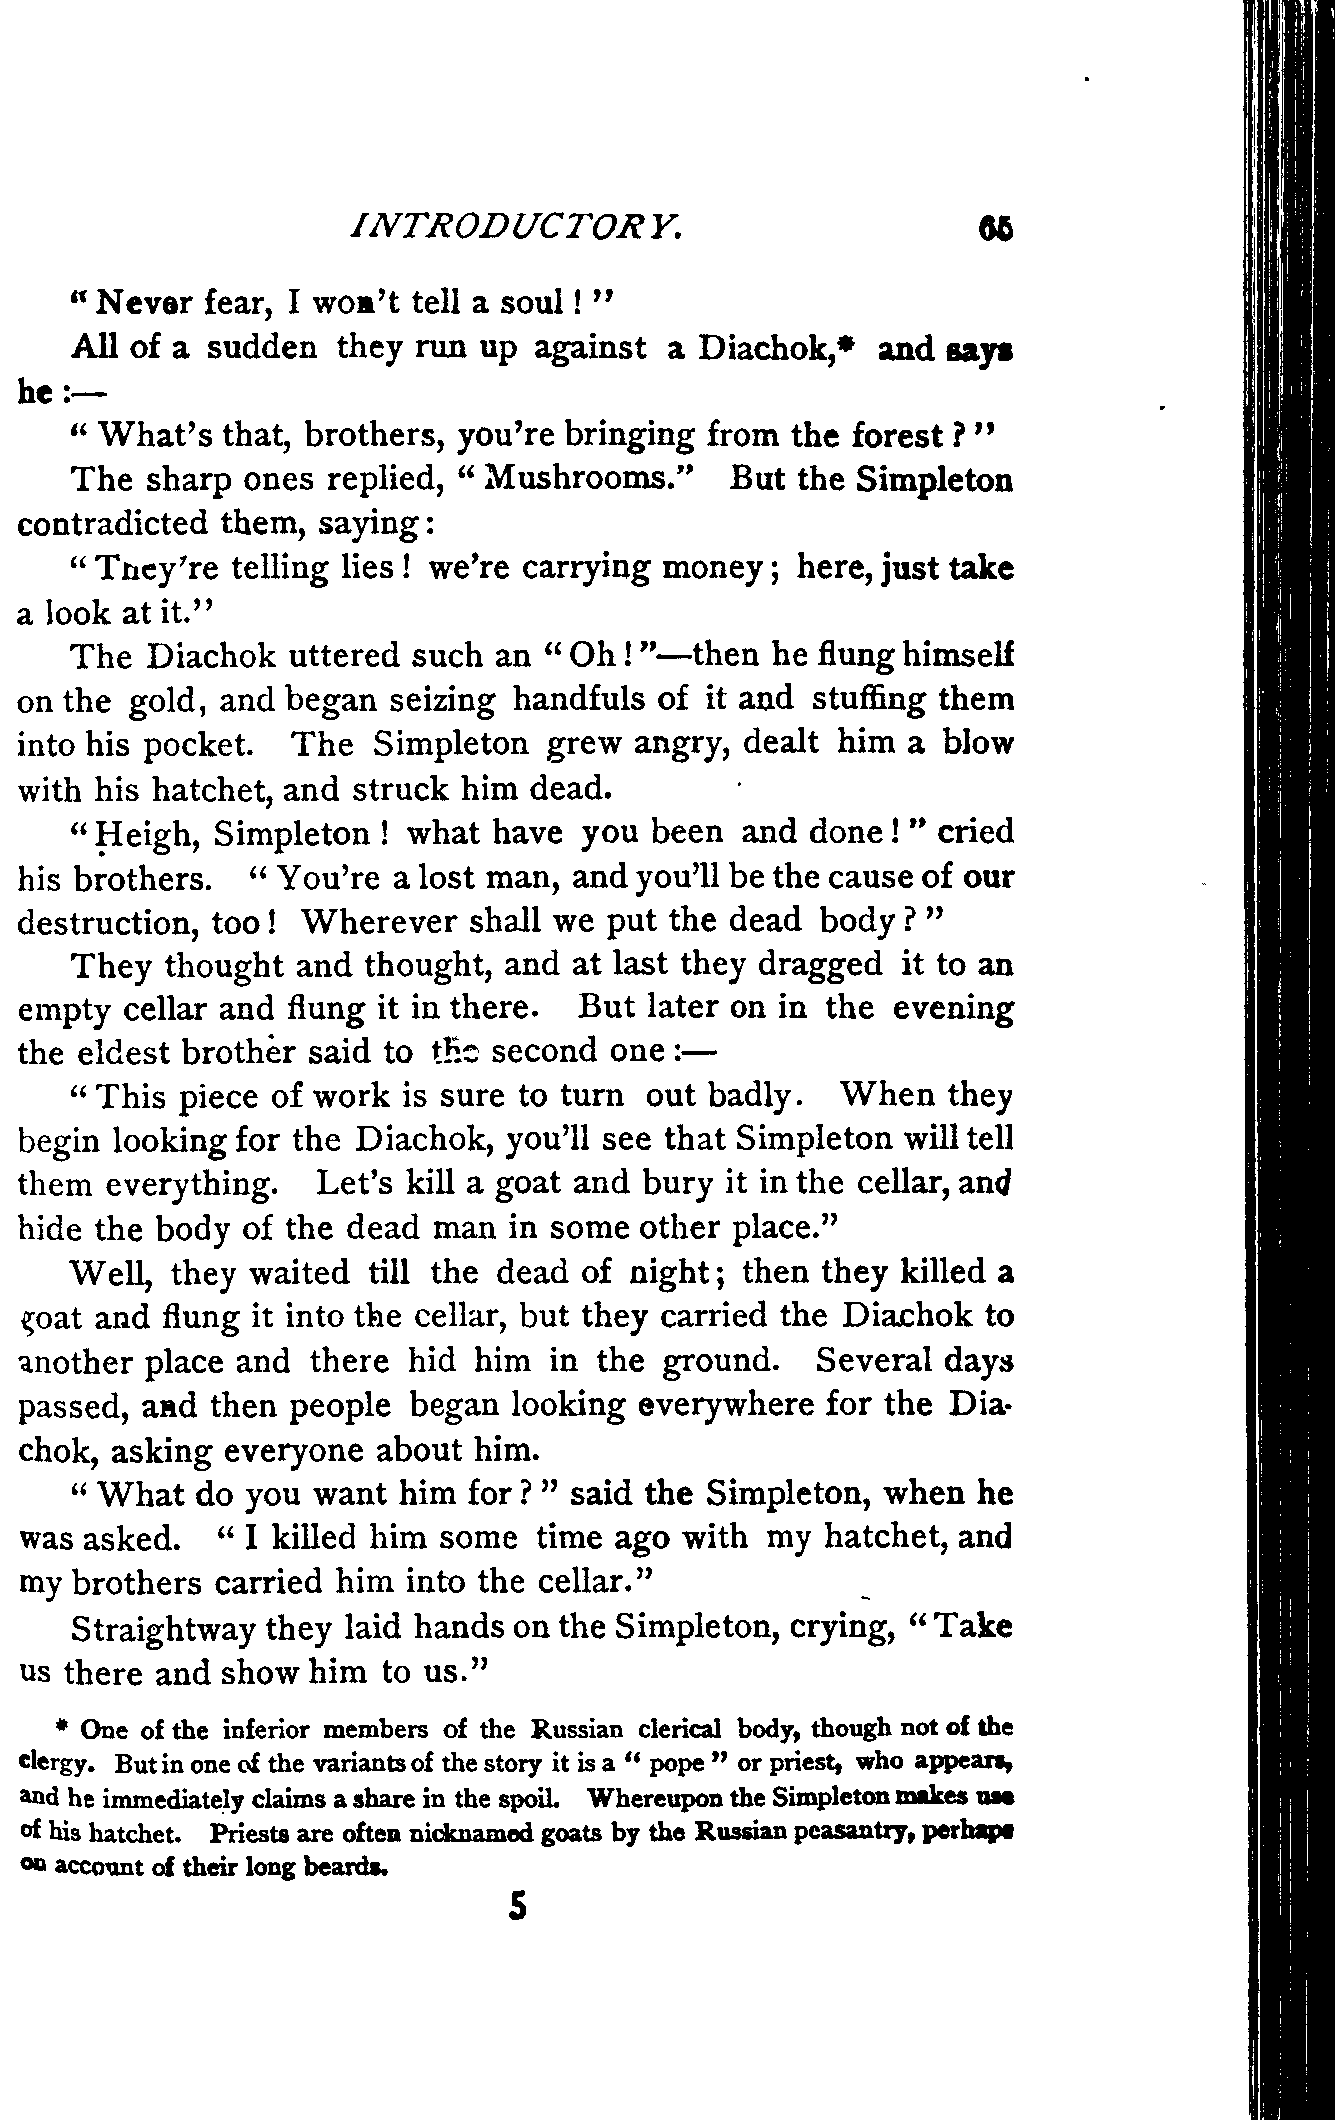 INTRODUCTORY. 65
" Never fear, I won't tell a soul ! "
All of a sudden they run up against a Diachok,* and says
he :—
" What's that, brothers, you're bringing from the forest ? "
The sharp ones replied, " Mushrooms." But the Simpleton
contradicted them, saying :
" They're telling lies ! we're carrying money ; here, just take
a look at it."
The Diachok uttered such an " Oh ! "—then he flung himself
on the gold, and began seizing handfuls of it and stuffing them
into his pocket. The Simpleton grew angry, dealt him a blow
with his hatchet, and struck him dead.
" Heigh, Simpleton ! what have you been and done ! " cried
his brothers. " You're a lost man, and you'll be the cause of our
destruction, too ! Wherever shall we put the dead body ? "
They thought and thought, and at last they dragged it to an
empty cellar and flung it in there. But later on in the evening
the eldest brother said to the second one :—
" This piece of work is sure to turn out badly. When they
begin looking for the Diachok, you'll see that Simpleton will tell
them everything. Let's kill a goat and bury it in the cellar, and
hide the body of the dead man in some other place."
Well, they waited till the dead of night ; then they killed a
goat and flung it into the cellar, but they carried the Diachok to
another place and there hid him in the ground. Several days
passed, and then people began looking everywhere for the Dia-
chok, asking everyone about him.
" What do you want him for ? " said the Simpleton, when he
was asked. " I killed him some time ago with my hatchet, and
my brothers carried him into the cellar."
Straightway they laid hands on the Simpleton, crying, " Take
us there and show him to us."
* One of the inferior members of the Russian clerical body, though not of the
clergy. But in one of the variants of the story it is a " pope " or priest, who appears,
and he immediately claims a share in the spoil. Whereupon the Simpleton makes use
of his hatchet. Priests are often nicknamed goats by the Russian peasantry, perhaps
on account of their long beards.
5